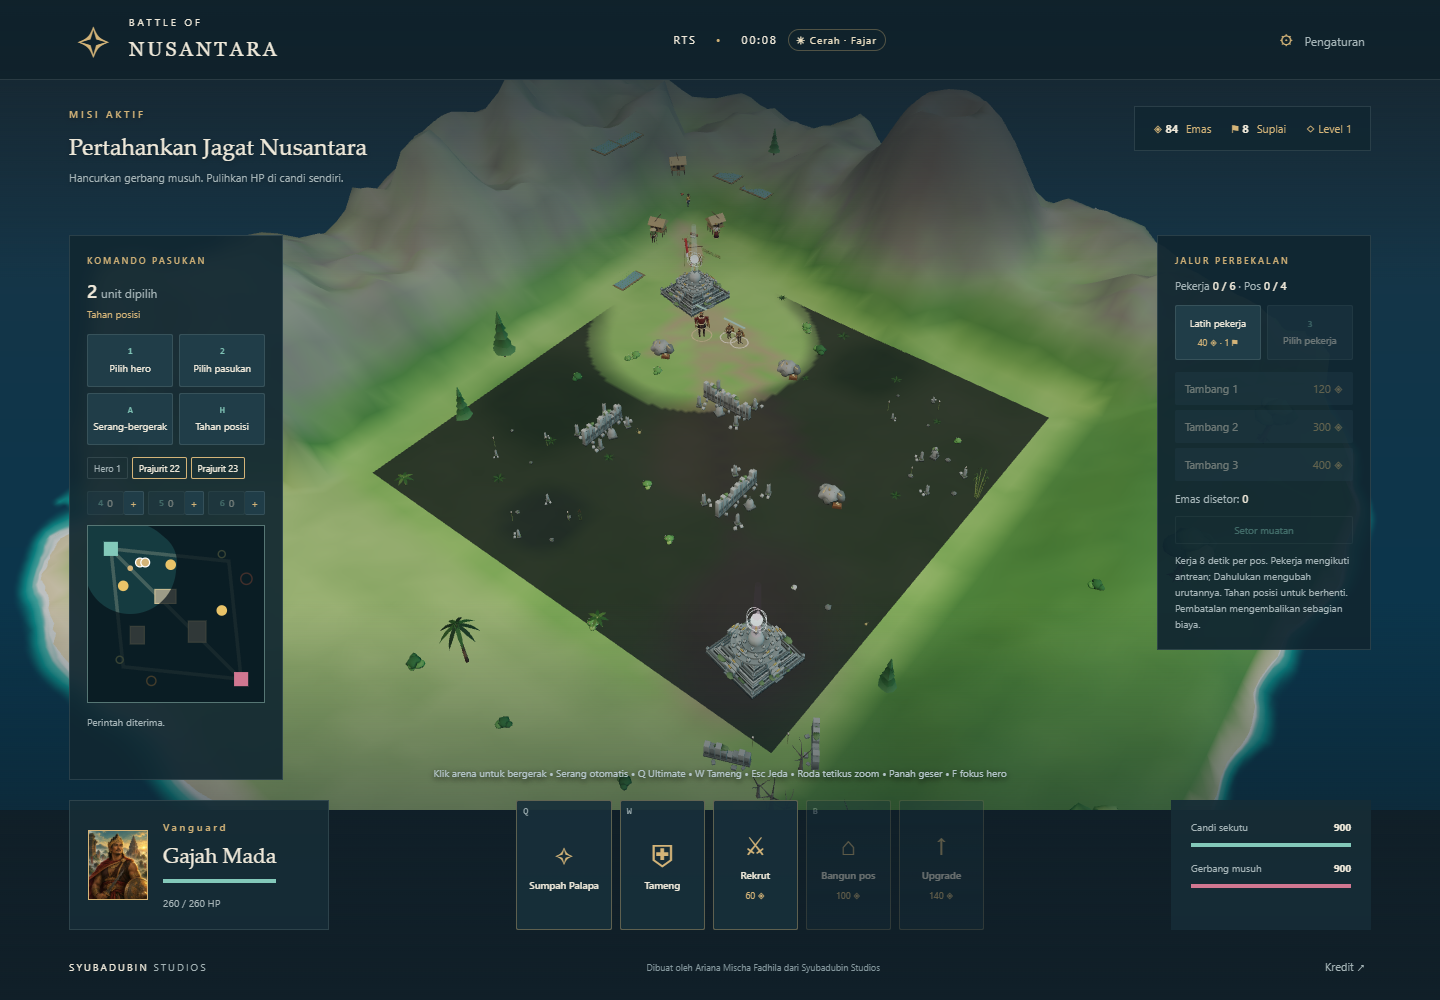 BATTLE OF
NUSANTARA
RTS • 00:08 Cerah · Fajar
Pengaturan
MISI AKTIF
Pertahankan Jagat Nusantara
Hancurkan gerbang musuh. Pulihkan HP di candi sendiri.
84 Emas 8 Suplai Level 1
KOMANDO PASUKAN
2 unit dipilih
Tahan posisi
1
Pilih hero
2
Pilih pasukan
A
Serang-bergerak
H
Tahan posisi
Hero 1 Prajurit 22 Prajurit 23
4 0 + 5 0 + 6 0 +
Perintah diterima.
JALUR PERBEKALAN
Pekerja 0 / 6 · Pos 0 / 4
Latih pekerja
40 · 1
3
Pilih pekerja
Tambang 1 120
Tambang 2 300
Tambang 3 400
Emas disetor: 0
Setor muatan
Kerja 8 detik per pos. Pekerja mengikuti
antrean; Dahulukan mengubah
urutannya. Tahan posisi untuk berhenti.
Pembatalan mengembalikan sebagian
biaya.
Klik arena untuk bergerak • Serang otomatis • Q Ultimate • W Tameng • Esc Jeda • Roda tetikus zoom • Panah geser • F fokus hero
Vanguard
Gajah Mada
260 / 260 HP
Q
Sumpah Palapa
W
Tameng
Rekrut
60
B
Bangun pos
100
Upgrade
140
Candi sekutu 900
Gerbang musuh 900
SYUBADUBIN STUDIOS
Dibuat oleh Ariana Mischa Fadhila dari Syubadubin Studios
Kredit ↗